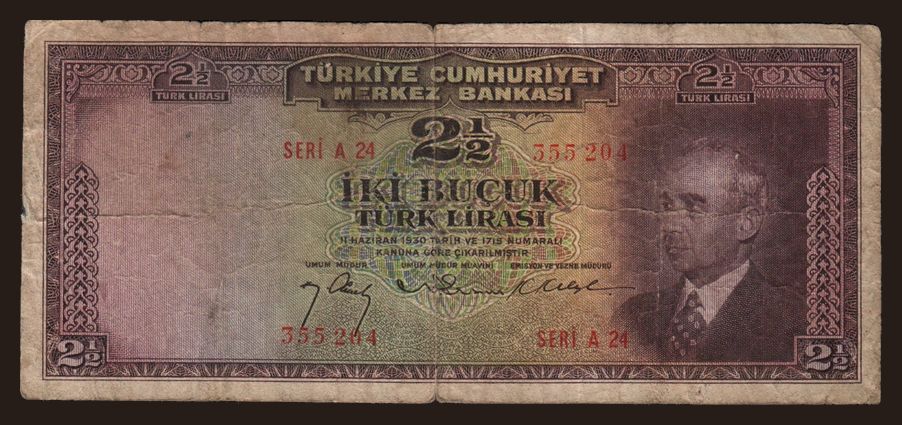 2½ TÜRKİYE CUMHURİYET 2½
TÜRK LİRASI MERKEZ BANKASI TÜRK LİRASI
2½
SERİ A 24 355 204
İKİ BUÇUK
TÜRK LİRASI
11 HAZİRAN 1930 TARİH VE 1715 NUMARALI
KANUNA GÖRE ÇIKARILMIŞTIR
UMUM MÜDÜR UMUM MÜDÜR MUAVİNİ EMİSYON VE VEZNE MÜDÜRÜ
355 204 SERİ A 24
2½ 2½